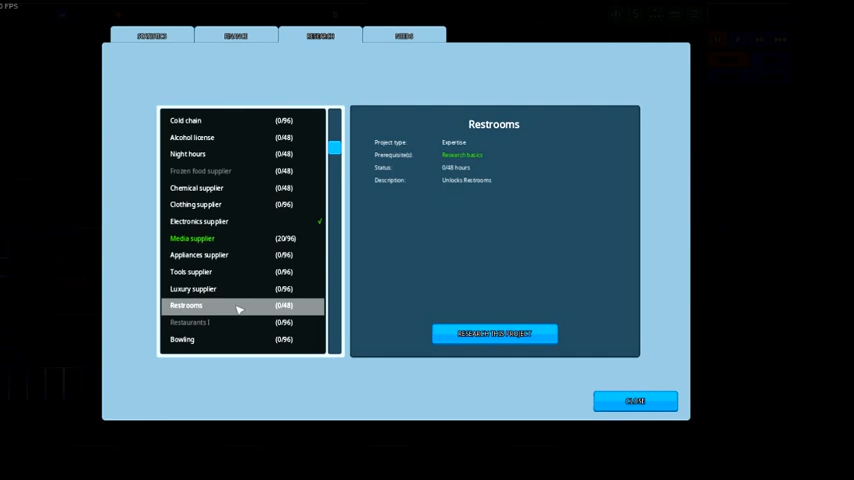 FPS
STATISTICS FINANCE RESEARCH NEEDS
Cold chain (0/96)
Alcohol license (0/48)
Night hours (0/48)
Frozen food supplier (0/48)
Chemical supplier (0/48)
Clothing supplier (0/96)
Electronics supplier ✓
Media supplier (20/96)
Appliances supplier (0/96)
Tools supplier (0/96)
Luxury supplier (0/96)
Restrooms (0/48)
Restaurants I (0/96)
Bowling (0/96)
Restrooms
Project type: Expertise
Prerequisite(s): Research basics
Status: 0/48 hours
Description: Unlocks Restrooms
RESEARCH THIS PROJECT
CLOSE